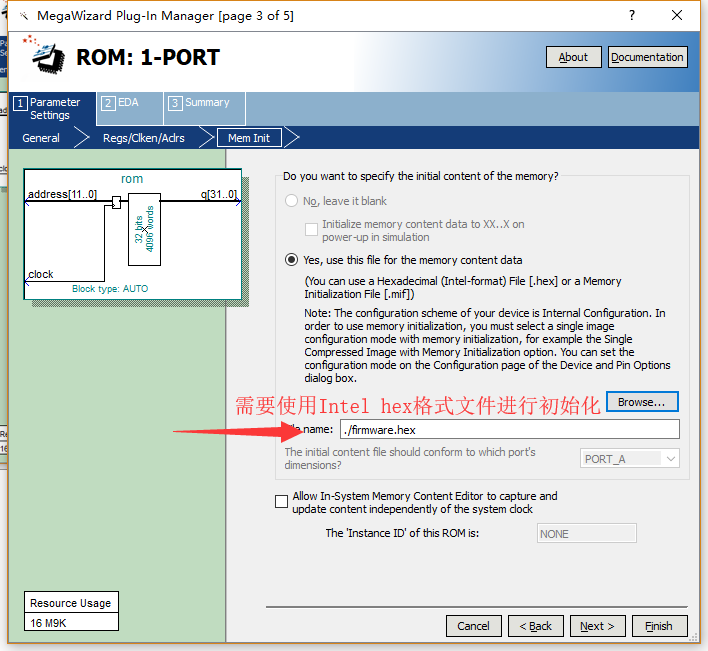 MegaWizard Plug-In Manager [page 3 of 5]
ROM: 1-PORT
About
Documentation
1 Parameter Settings
2 EDA
3 Summary
General
Regs/Clken/Aclrs
Mem Init
rom
address[11..0]
q[31..0]
32 bits
4096 words
clock
Block type: AUTO
Do you want to specify the initial content of the memory?
No, leave it blank
Initialize memory content data to XX..X on
power-up in simulation
Yes, use this file for the memory content data
(You can use a Hexadecimal (Intel-format) File [.hex] or a Memory
Initialization File [.mif])
Note: The configuration scheme of your device is Internal Configuration. In
order to use memory initialization, you must select a single image
configuration mode with memory initialization, for example the Single
Compressed Image with Memory Initialization option. You can set the
configuration mode on the Configuration page of the Device and Pin Options
dialog box.
需要使用Intel hex格式文件进行初始化
Browse...
name:
./firmware.hex
The initial content file should conform to which port's
dimensions?
PORT_A
Allow In-System Memory Content Editor to capture and
update content independently of the system clock
The 'Instance ID' of this ROM is:
NONE
Resource Usage
16 M9K
Cancel
< Back
Next >
Finish